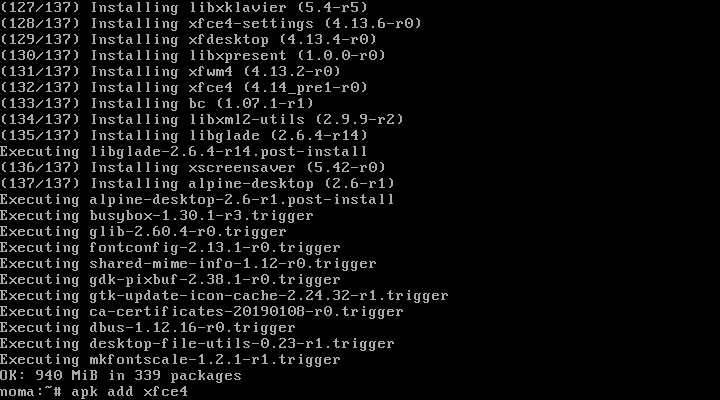 (127/137) Installing libxklavier (5.4-r5)
(128/137) Installing xfce4-settings (4.13.6-r0)
(129/137) Installing xfdesktop (4.13.4-r0)
(130/137) Installing libxpresent (1.0.0-r0)
(131/137) Installing xfwm4 (4.13.2-r0)
(132/137) Installing xfce4 (4.14_pre1-r0)
(133/137) Installing bc (1.07.1-r1)
(134/137) Installing libxml2-utils (2.9.9-r2)
(135/137) Installing libglade (2.6.4-r14)
Executing libglade-2.6.4-r14.post-install
(136/137) Installing xscreensaver (5.42-r0)
(137/137) Installing alpine-desktop (2.6-r1)
Executing alpine-desktop-2.6-r1.post-install
Executing busybox-1.30.1-r3.trigger
Executing glib-2.60.4-r0.trigger
Executing fontconfig-2.13.1-r0.trigger
Executing shared-mime-info-1.12-r0.trigger
Executing gdk-pixbuf-2.38.1-r0.trigger
Executing gtk-update-icon-cache-2.24.32-r1.trigger
Executing ca-certificates-20190108-r0.trigger
Executing dbus-1.12.16-r0.trigger
Executing desktop-file-utils-0.23-r1.trigger
Executing mkfontscale-1.2.1-r1.trigger
OK: 940 MiB in 339 packages
noma:~# apk add xfce4